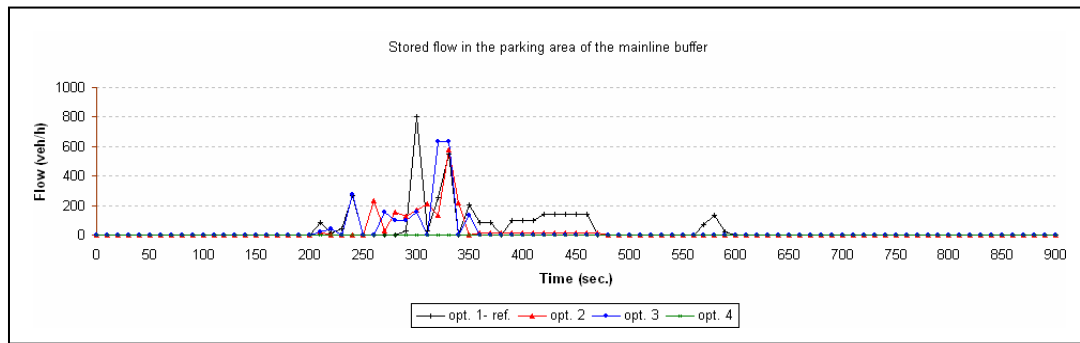 Stored flow in the parking area of the mainline buffer
1000
800
600
400
200
0
Flow (veh/h)
0 50 100 150 200 250 300 350 400 450 500 550 600 650 700 750 800 850 900
Time (sec.)
opt. 1- ref. opt. 2 opt. 3 opt. 4